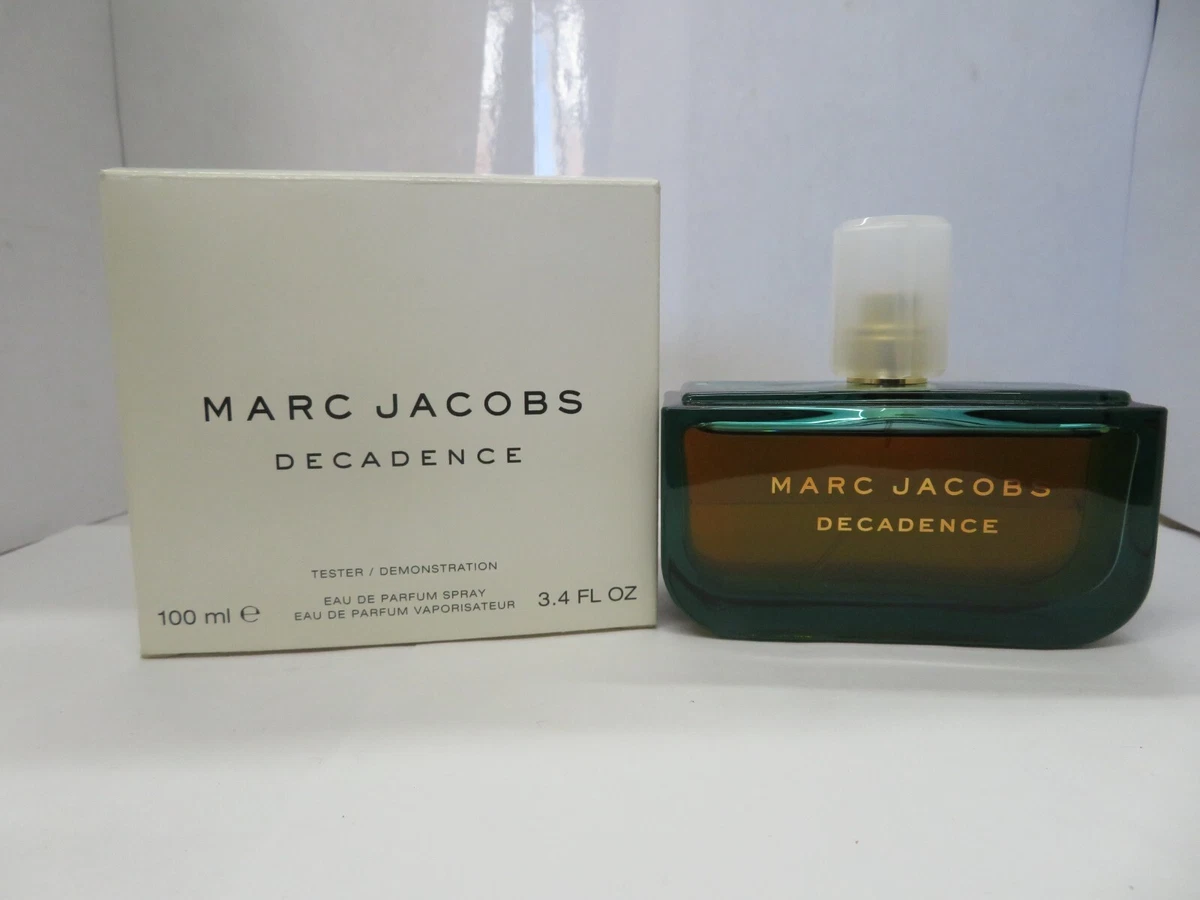 MARC JACOBS
DECADENCE
TESTER / DEMONSTRATION
EAU DE PARFUM SPRAY
EAU DE PARFUM VAPORISATEUR
100 ml ℮
3.4 FL OZ
MARC JACOBS
DECADENCE